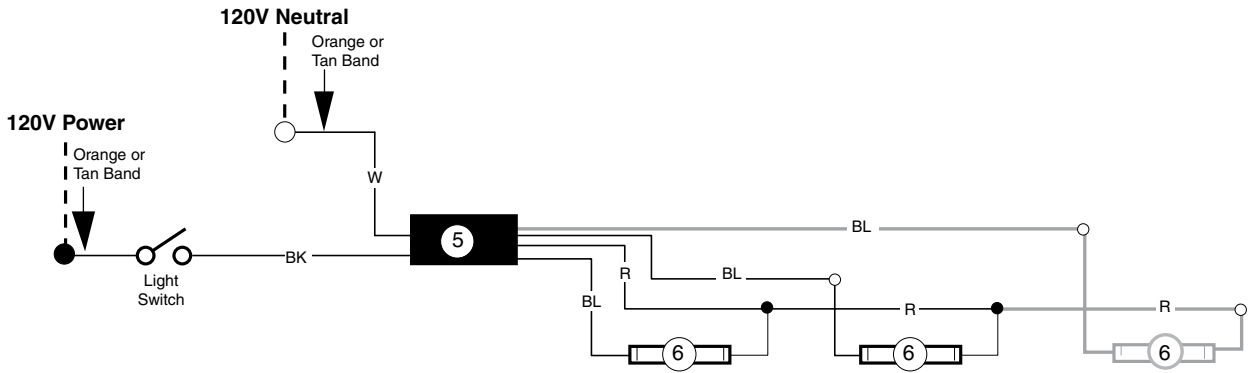 120V Neutral
Orange or
Tan Band
120V Power
Orange or
Tan Band
W
BL
5
BK
R
BL
Light
Switch
BL
R
R
6
6
6